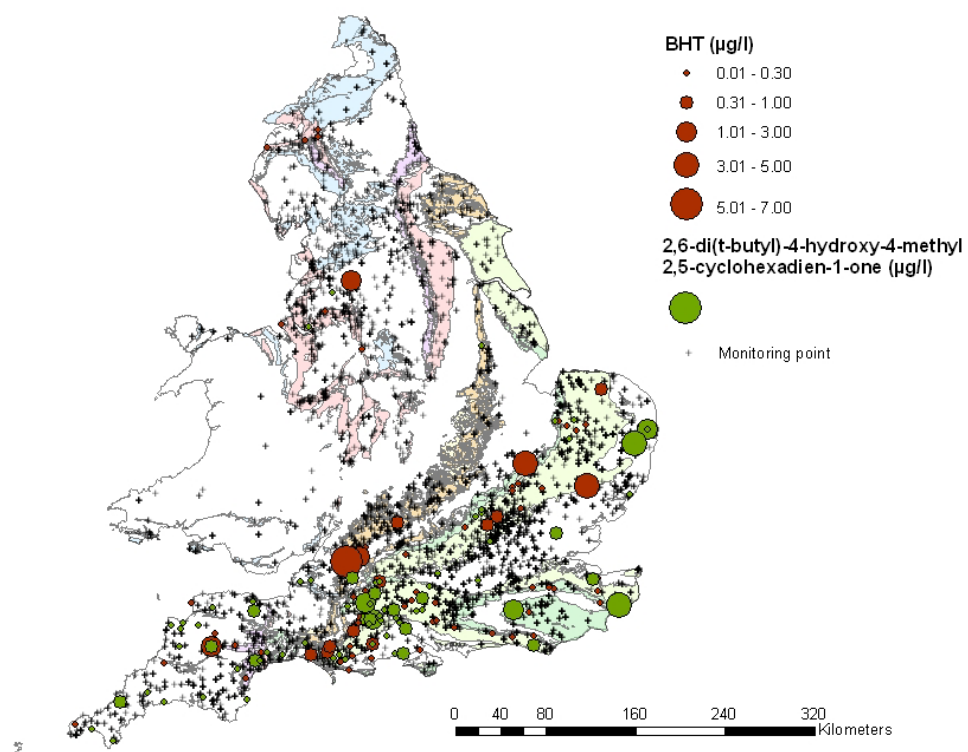 BHT (µg/l)
0.01 - 0.30
0.31 - 1.00
1.01 - 3.00
3.01 - 5.00
5.01 - 7.00
2,6-di(t-butyl)-4-hydroxy-4-methyl
2,5-cyclohexadien-1-one (µg/l)
Monitoring point
0 40 80 160 240 320
Kilometers